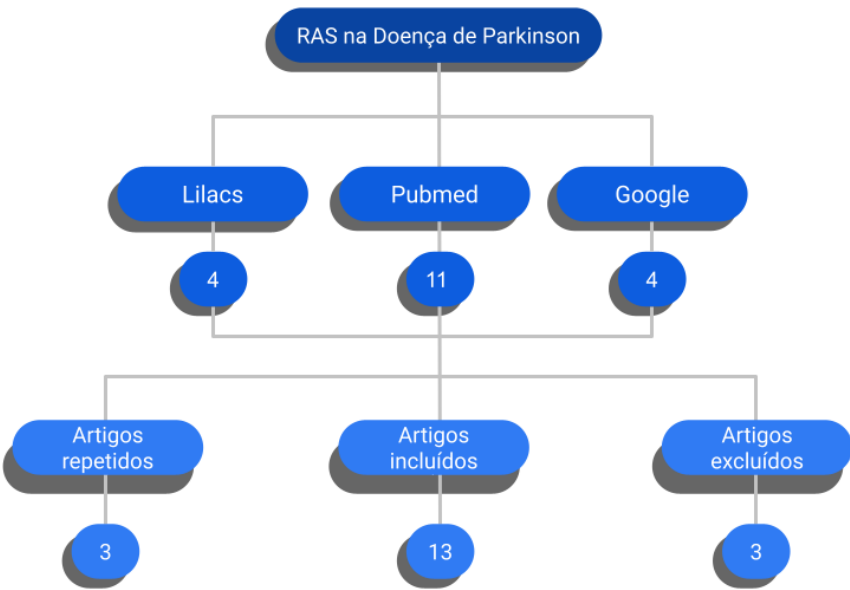 RAS na Doença de Parkinson
Lilacs
Pubmed
Google
4
11
4
Artigos
repetidos
Artigos
incluídos
Artigos
excluídos
3
13
3